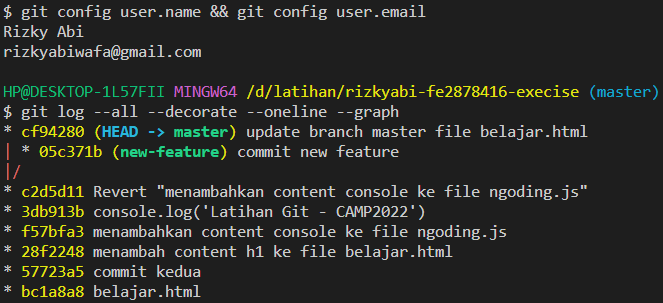 $ git config user.name && git config user.email
Rizky Abi
rizkyabiwafa@gmail.com
HP@DESKTOP-1L57FII MINGW64 /d/latihan/rizkyabi-fe2878416-execise (master)
$ git log --all --decorate --oneline --graph
* cf94280 (HEAD -> master) update branch master file belajar.html
| * 05c371b (new-feature) commit new feature
|/
* c2d5d11 Revert "menambahkan content console ke file ngoding.js"
* 3db913b console.log('Latihan Git - CAMP2022')
* f57bfa3 menambahkan content console ke file ngoding.js
* 28f2248 menambah content h1 ke file belajar.html
* 57723a5 commit kedua
* bc1a8a8 belajar.html